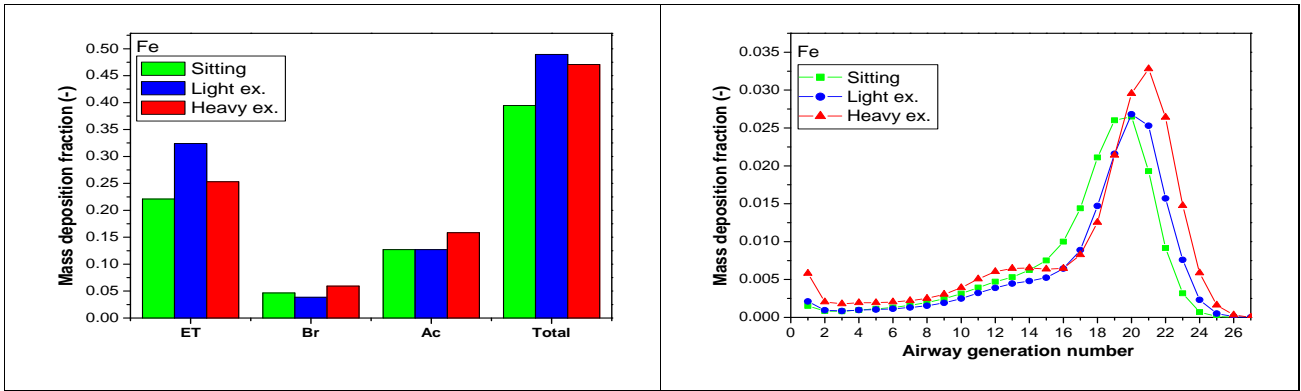 Fe
Sitting
Light ex.
Heavy ex.
Mass deposition fraction (-)
0.50
0.45
0.40
0.35
0.30
0.25
0.20
0.15
0.10
0.05
0.00
ET Br Ac Total
Fe
Sitting
Light ex.
Heavy ex.
Mass deposition fraction (-)
0.035
0.030
0.025
0.020
0.015
0.010
0.005
0.000
0 2 4 6 8 10 12 14 16 18 20 22 24 26
Airway generation number